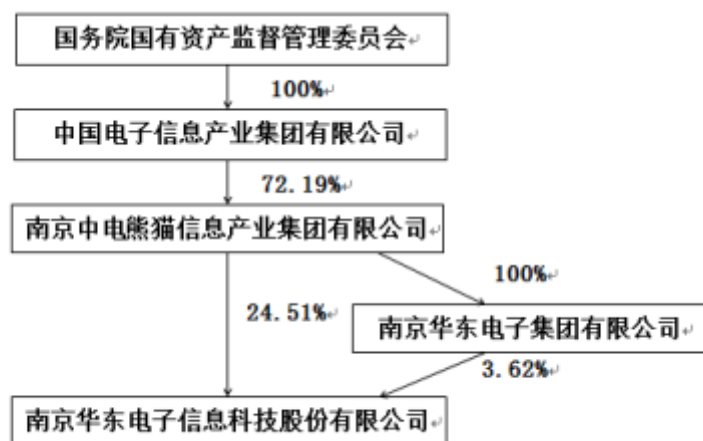 国务院国有资产监督管理委员会
100%
中国电子信息产业集团有限公司
72.19%
南京中电熊猫信息产业集团有限公司
100%
24.51%
南京华东电子集团有限公司
3.62%
南京华东电子信息科技股份有限公司